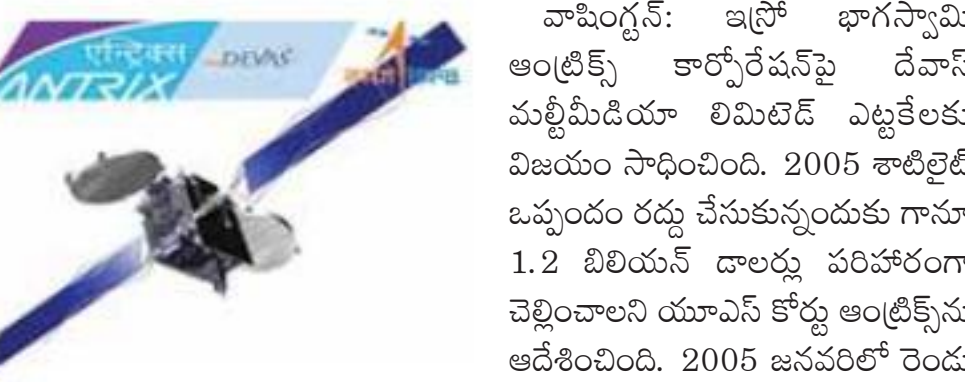 एन्ट्रिक्स
ANTRIX
DEVAS
వాషింగ్టన్: ఇస్రో భాగస్వామి
ఆంట్రిక్స్ కార్పోరేషన్‌పై దేవాస్
మల్టీమీడియా లిమిటెడ్ ఎట్టకేలకు
విజయం సాధించింది. 2005 శాటిలైట్
ఒప్పందం రద్దు చేసుకున్నందుకు గానూ
1.2 బిలియన్ డాలర్లు పరిహారంగా
చెల్లించాలని యూఎస్ కోర్టు ఆంట్రిక్స్‌ను
ఆదేశించింది. 2005 జనవరిలో రెండు